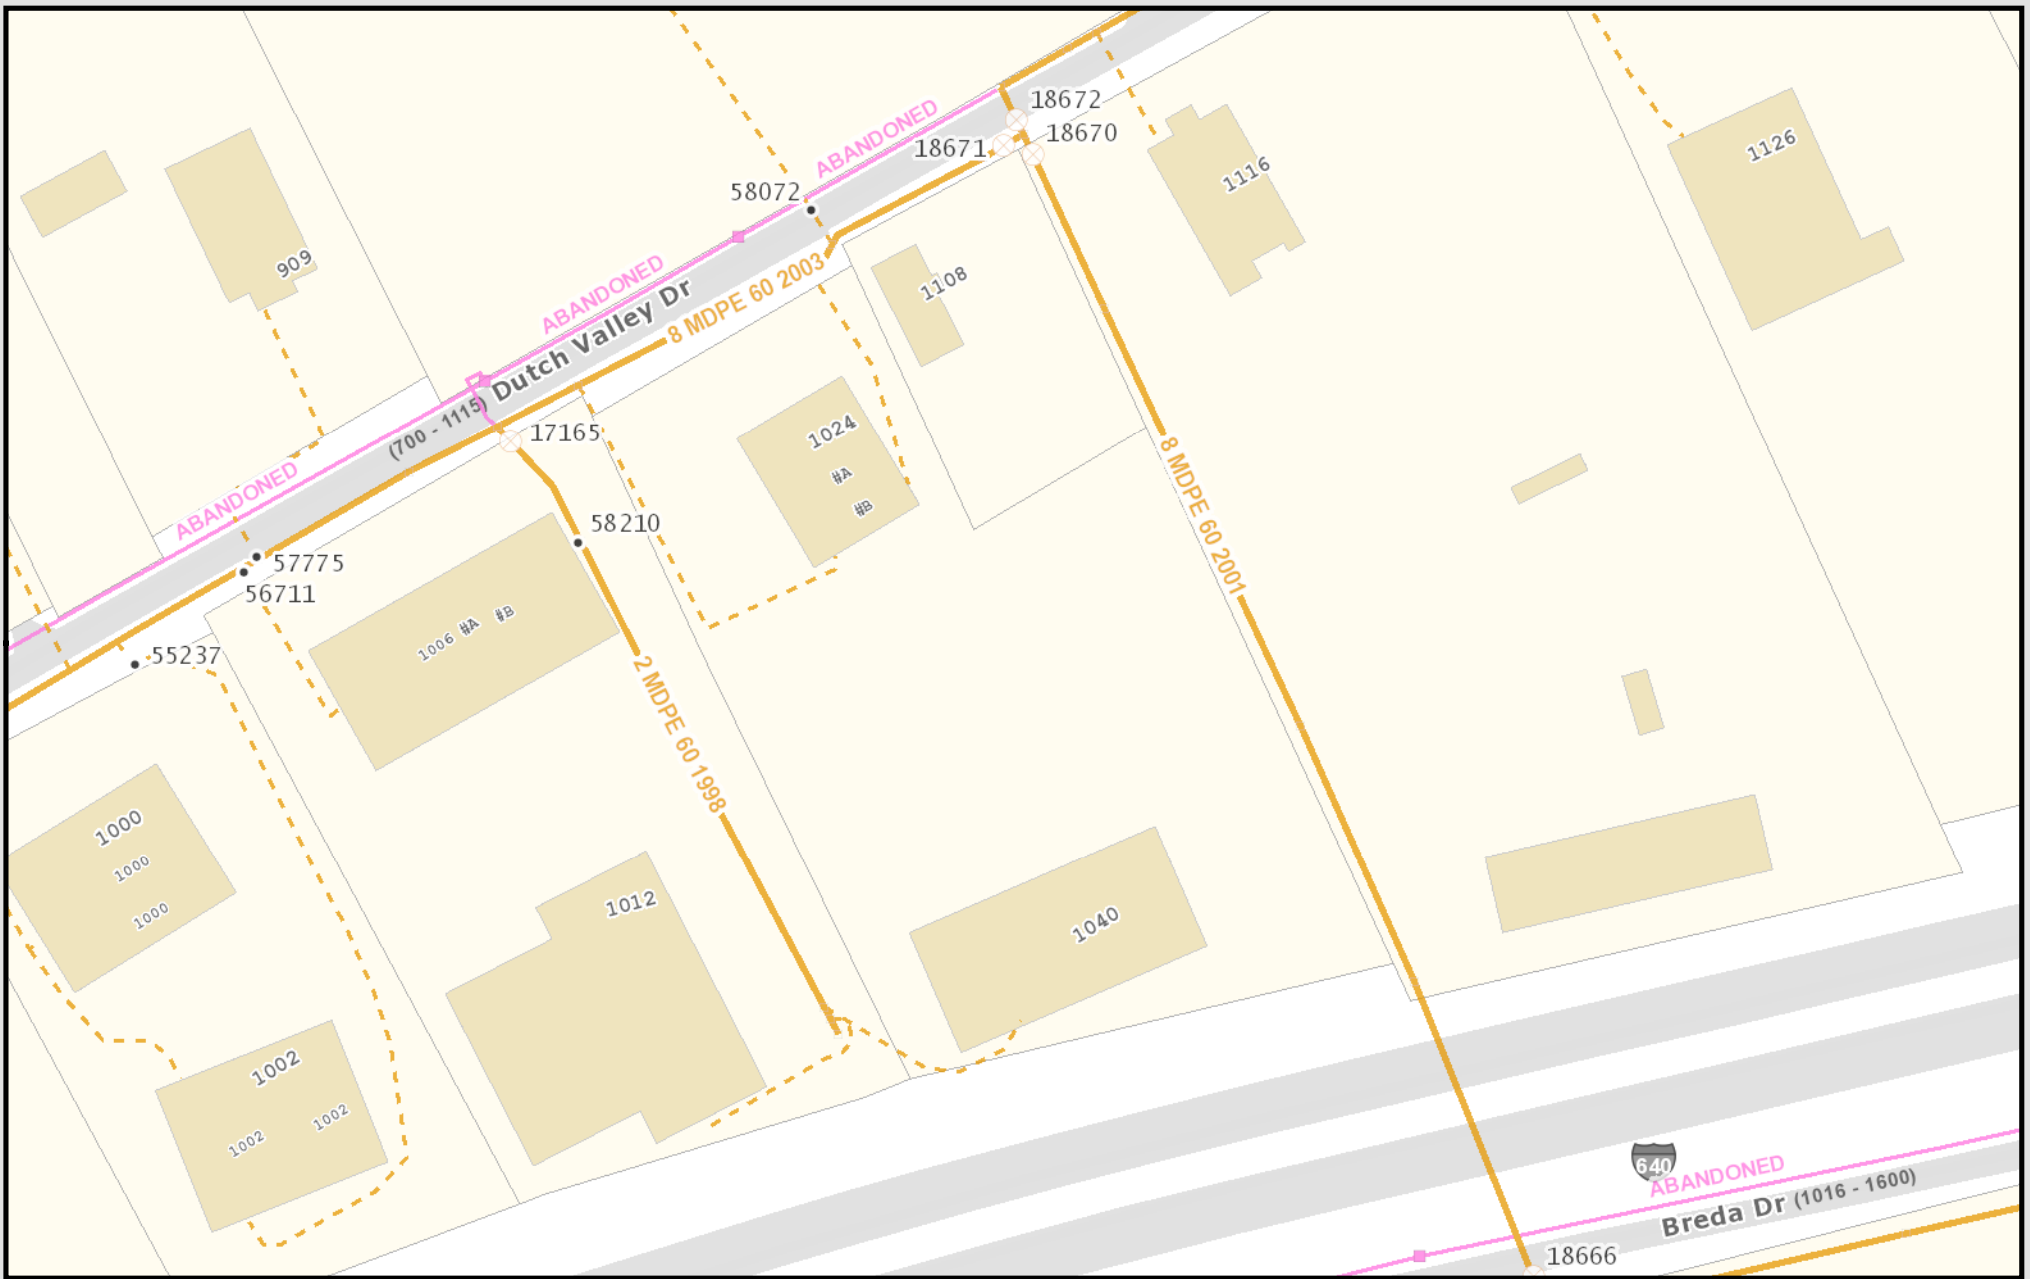 18672
ABANDONED
18670
18671
1126
1116
58072
909
ABANDONED
8 MDPE 60 2003
1108
Dutch Valley Dr
(700 - 1115)
17165
1024
#A
#B
ABANDONED
8 MDPE 60 2001
58210
57775
56711
1006 #A #B
55237
2 MDPE 60 1998
1000
1000
1000
1012
1040
1002
1002
1002
640
ABANDONED
Breda Dr (1016 - 1600)
18666